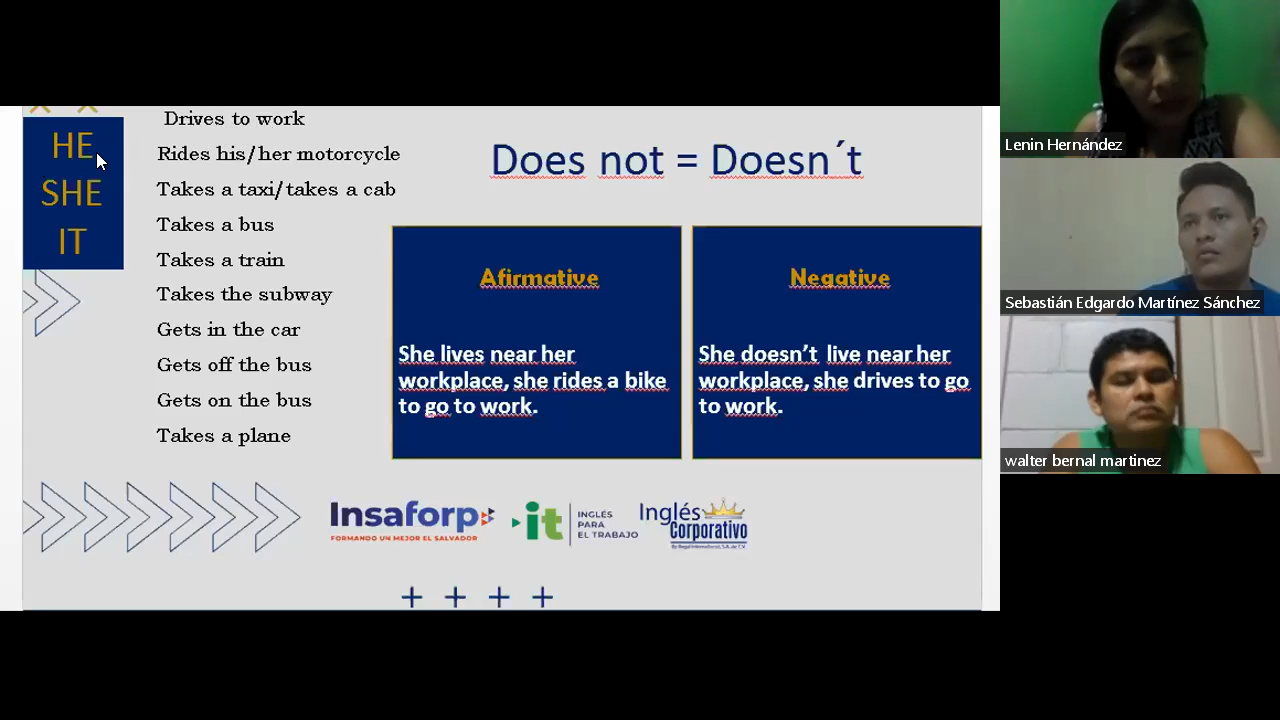 HE
SHE
IT
Drives to work
Rides his/her motorcycle
Takes a taxi/takes a cab
Takes a bus
Takes a train
Takes the subway
Gets in the car
Gets off the bus
Gets on the bus
Takes a plane
Does not = Doesn´t
Afirmative
She lives near her
workplace, she rides a bike
to go to work.
Negative
She doesn’t live near her
workplace, she drives to go
to work.
Insaforp
FORMANDO UN MEJOR EL SALVADOR
it
INGLÉS
PARA
EL TRABAJO
Inglés
Corporativo
By Regal International, S.A. de C.V.
Lenin Hernández
Sebastián Edgardo Martínez Sánchez
walter bernal martinez